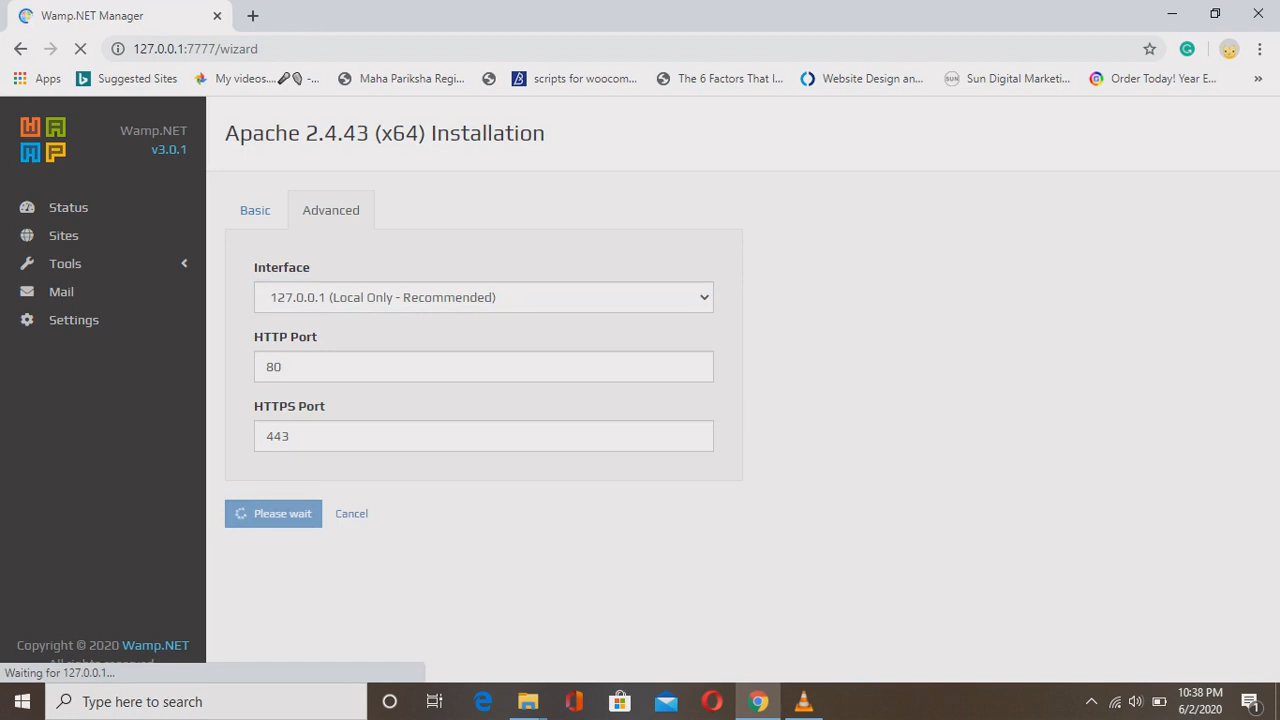 Wamp.NET Manager
127.0.0.1:7777/wizard
Apps
Suggested Sites
My videos....🎤 -...
Maha Pariksha Regi...
scripts for woocom...
The 6 Factors That I...
Website Design an...
Sun Digital Marketi...
Order Today! Year E...
»
Wamp.NET
v3.0.1
Status
Sites
Tools
Mail
Settings
Apache 2.4.43 (x64) Installation
Basic
Advanced
Interface
127.0.0.1 (Local Only - Recommended)
HTTP Port
80
HTTPS Port
443
Please wait
Cancel
Copyright © 2020 Wamp.NET
All rights reserved
Waiting for 127.0.0.1...
Type here to search
10:38 PM
6/2/2020
1